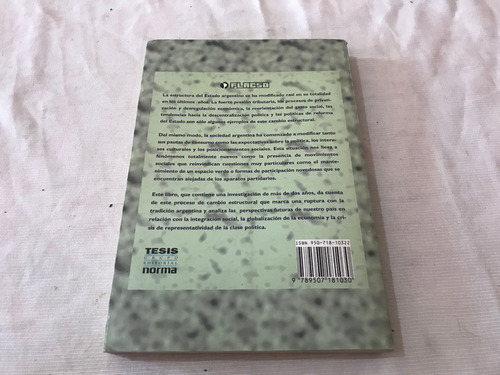 FLACSO
La estructura del Estado argentino se ha modificado casi en su totalidad
en los últimos años. La fuerte presión tributaria, los procesos de privati-
zación y desregulación económica, la reorientación del gasto social, las
tendencias hacia la descentralización política y las políticas de reforma
del Estado son sólo algunos ejemplos de este cambio estructural.
Del mismo modo, la sociedad argentina ha comenzado a modificar tanto
sus pautas de consumo como las expectativas sobre la política, los intere-
ses culturales y los posicionamientos sociales. Esta situación nos lleva a
fenómenos totalmente nuevos como la presencia de movimientos
sociales que reivindican cuestiones muy particulares como el mante-
nimiento de un espacio verde o formas de participación novedosas que se
encuentran alejadas de los aparatos partidarios.
Este libro, que contiene una investigación de más de dos años, da cuenta
de este proceso de cambio estructural que marca una ruptura con la
tradición argentina y analiza las perspectivas futuras de nuestro país en
relación con la integración social, la globalización de la economía y la cri-
sis de representatividad de la clase política.
TESIS
GRUPO
EDITORIAL
norma
ISBN 950-718-10322
9 789507 181030